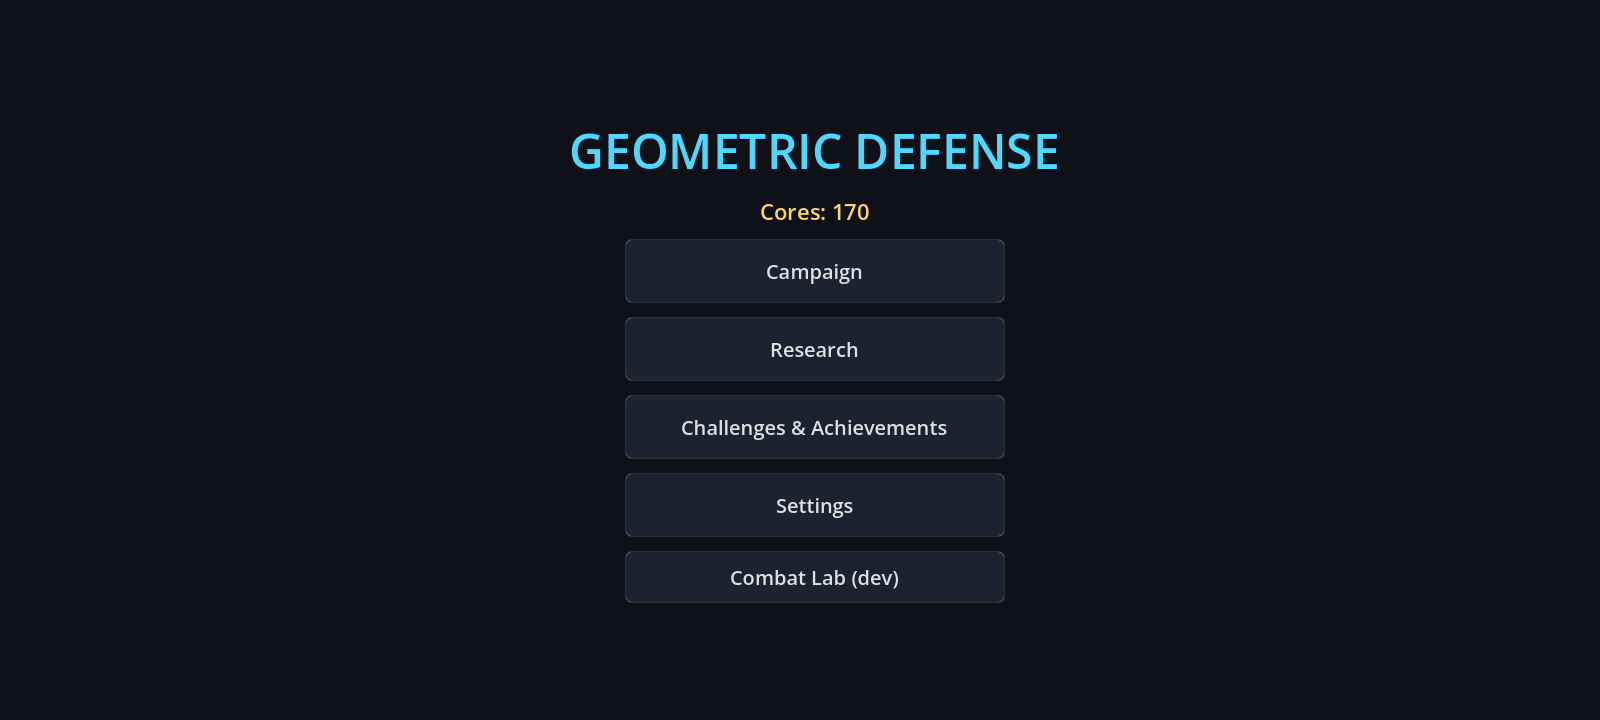 GEOMETRIC DEFENSE
Cores: 170
Campaign
Research
Challenges & Achievements
Settings
Combat Lab (dev)